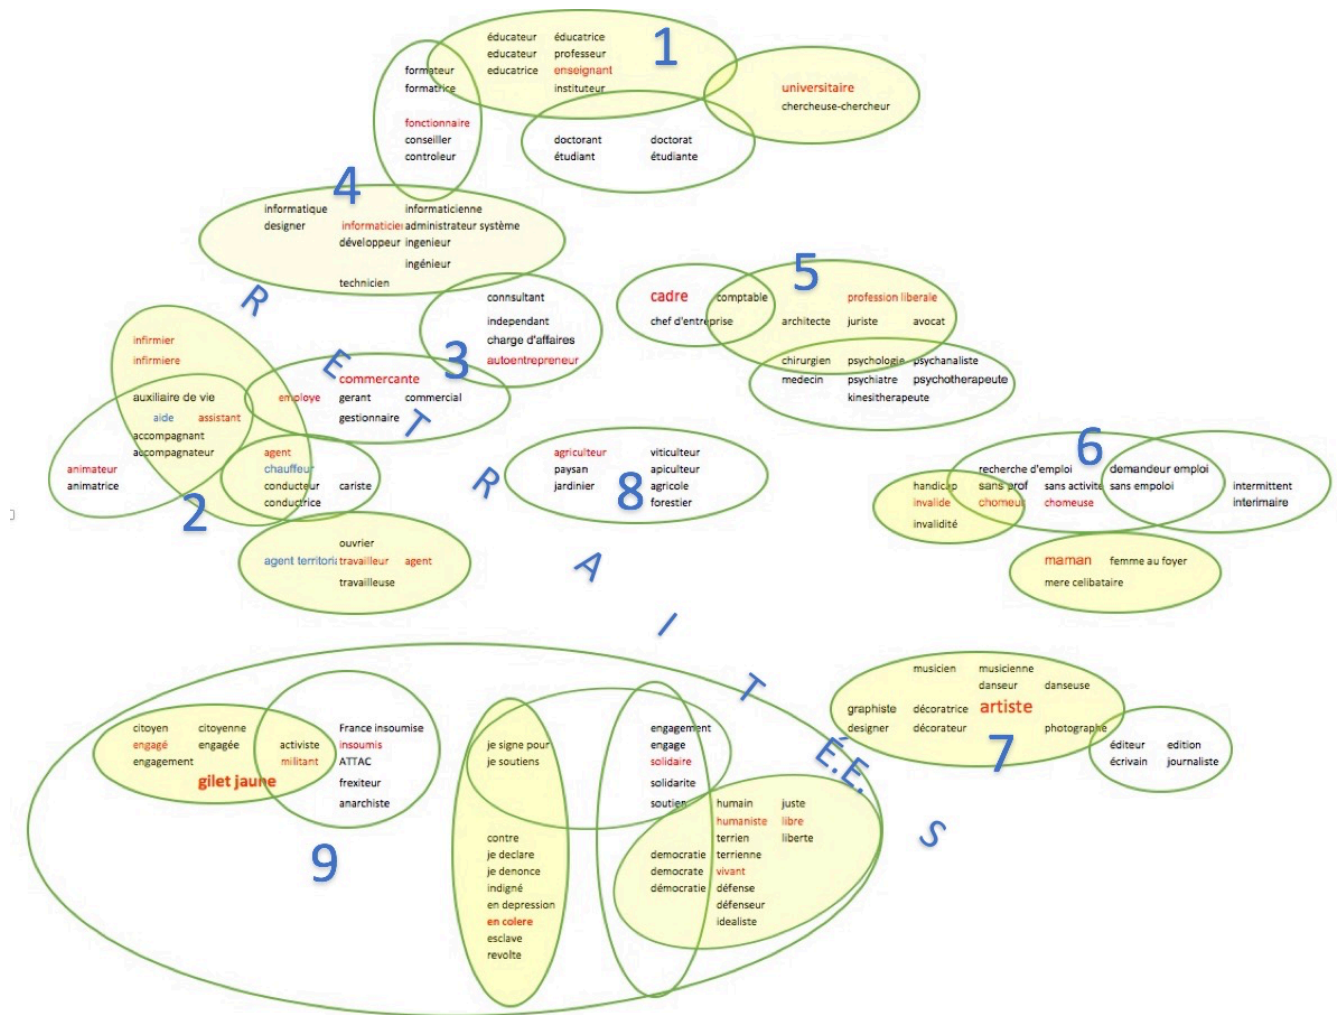 1
éducateur éducatrice
educateur professeur
educatrice enseignant
instituteur
formateur
formatrice
fonctionnaire
conseiller
controleur
universitaire
chercheuse-chercheur
doctorant doctorat
étudiant étudiante
4
informatique informaticienne
designer informaticie administrateur système
développeur ingenieur
ingénieur
technicien
connsultant
independant
charge d'affaires
autoentrepreneur
3
commercante
employe gerant commercial
gestionnaire
5
cadre comptable profession liberale
chef d'entreprise architecte juriste avocat
chirurgien psychologie psychanaliste
medecin psychiatre psychotherapeute
kinesitherapeute
infirmier
infirmiere
auxiliaire de vie
aide assistant
accompagnant
accompagnateur
animateur
animatrice
2
agent
chauffeur
conducteur cariste
conductrice
ouvrier
agent territoria travailleur agent
travailleuse
agriculteur viticulteur
paysan apiculteur
jardinier agricole
forestier
8
6
recherche d'emploi demandeur emploi
handicap sans prof sans activite sans empoloi intermittent
invalide chomeur chomeuse interimaire
invalidité
maman femme au foyer
mere celibataire
RETRAITÉ.E.S
musicien musicienne
danseur danseuse
graphiste décoratrice artiste
designer décorateur photographe
7
éditeur edition
écrivain journaliste
citoyen citoyenne France insoumise
engagé engagée activiste insoumis
engagement militant ATTAC
gilet jaune frexiteur
anarchiste
9
je signe pour
je soutiens
contre
je declare
je denonce
indigné
en depression
en colere
esclave
revolte
engagement
engage
solidaire
solidarite
soutien humain juste
humaniste libre
terrien liberte
democratie terrienne
democrate vivant
démocratie défense
défenseur
idealiste